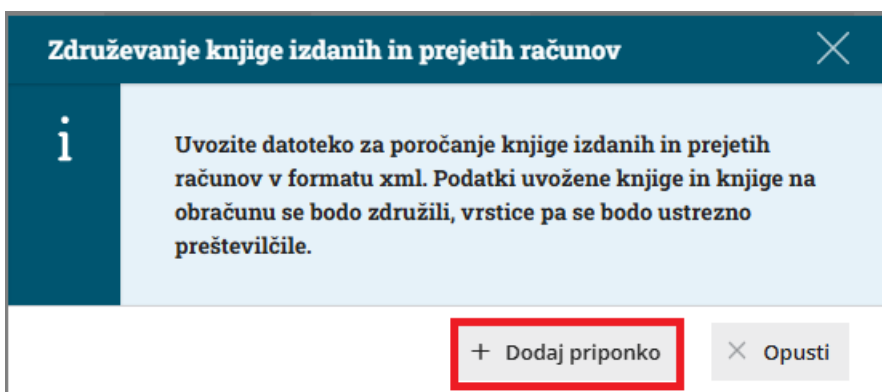 Združevanje knjige izdanih in prejetih računov
i
Uvozite datoteko za poročanje knjige izdanih in prejetih
računov v formatu xml. Podatki uvožene knjige in knjige na
obračunu se bodo združili, vrstice pa se bodo ustrezno
preštevilčile.
+ Dodaj priponko
× Opusti